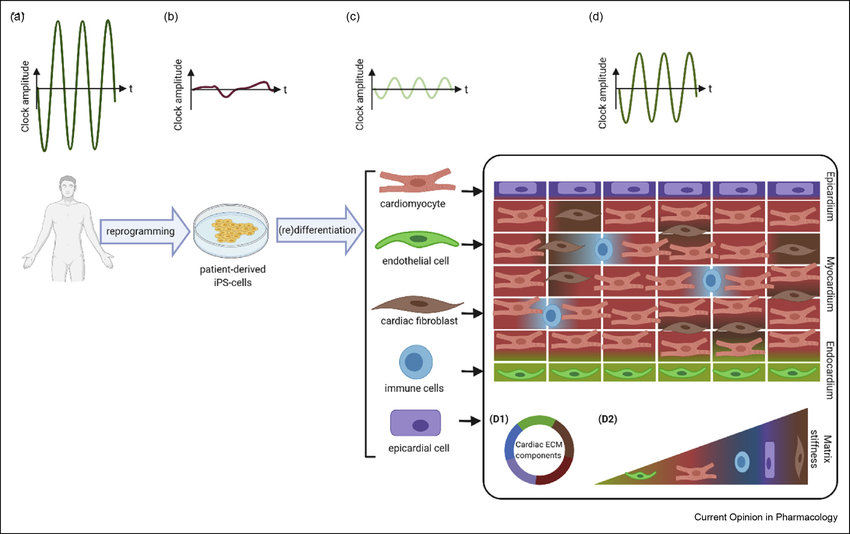 (a)
(b)
(c)
(d)
Clock amplitude
t
Clock amplitude
t
Clock amplitude
t
Clock amplitude
t
reprogramming
patient-derived
iPS-cells
(re)differentiation
cardiomyocyte
endothelial cell
cardiac fibroblast
immune cells
epicardial cell
Epicardium
Myocardium
Endocardium
(D1)
Cardiac ECM
components
(D2)
Matrix
stiffness
Current Opinion in Pharmacology